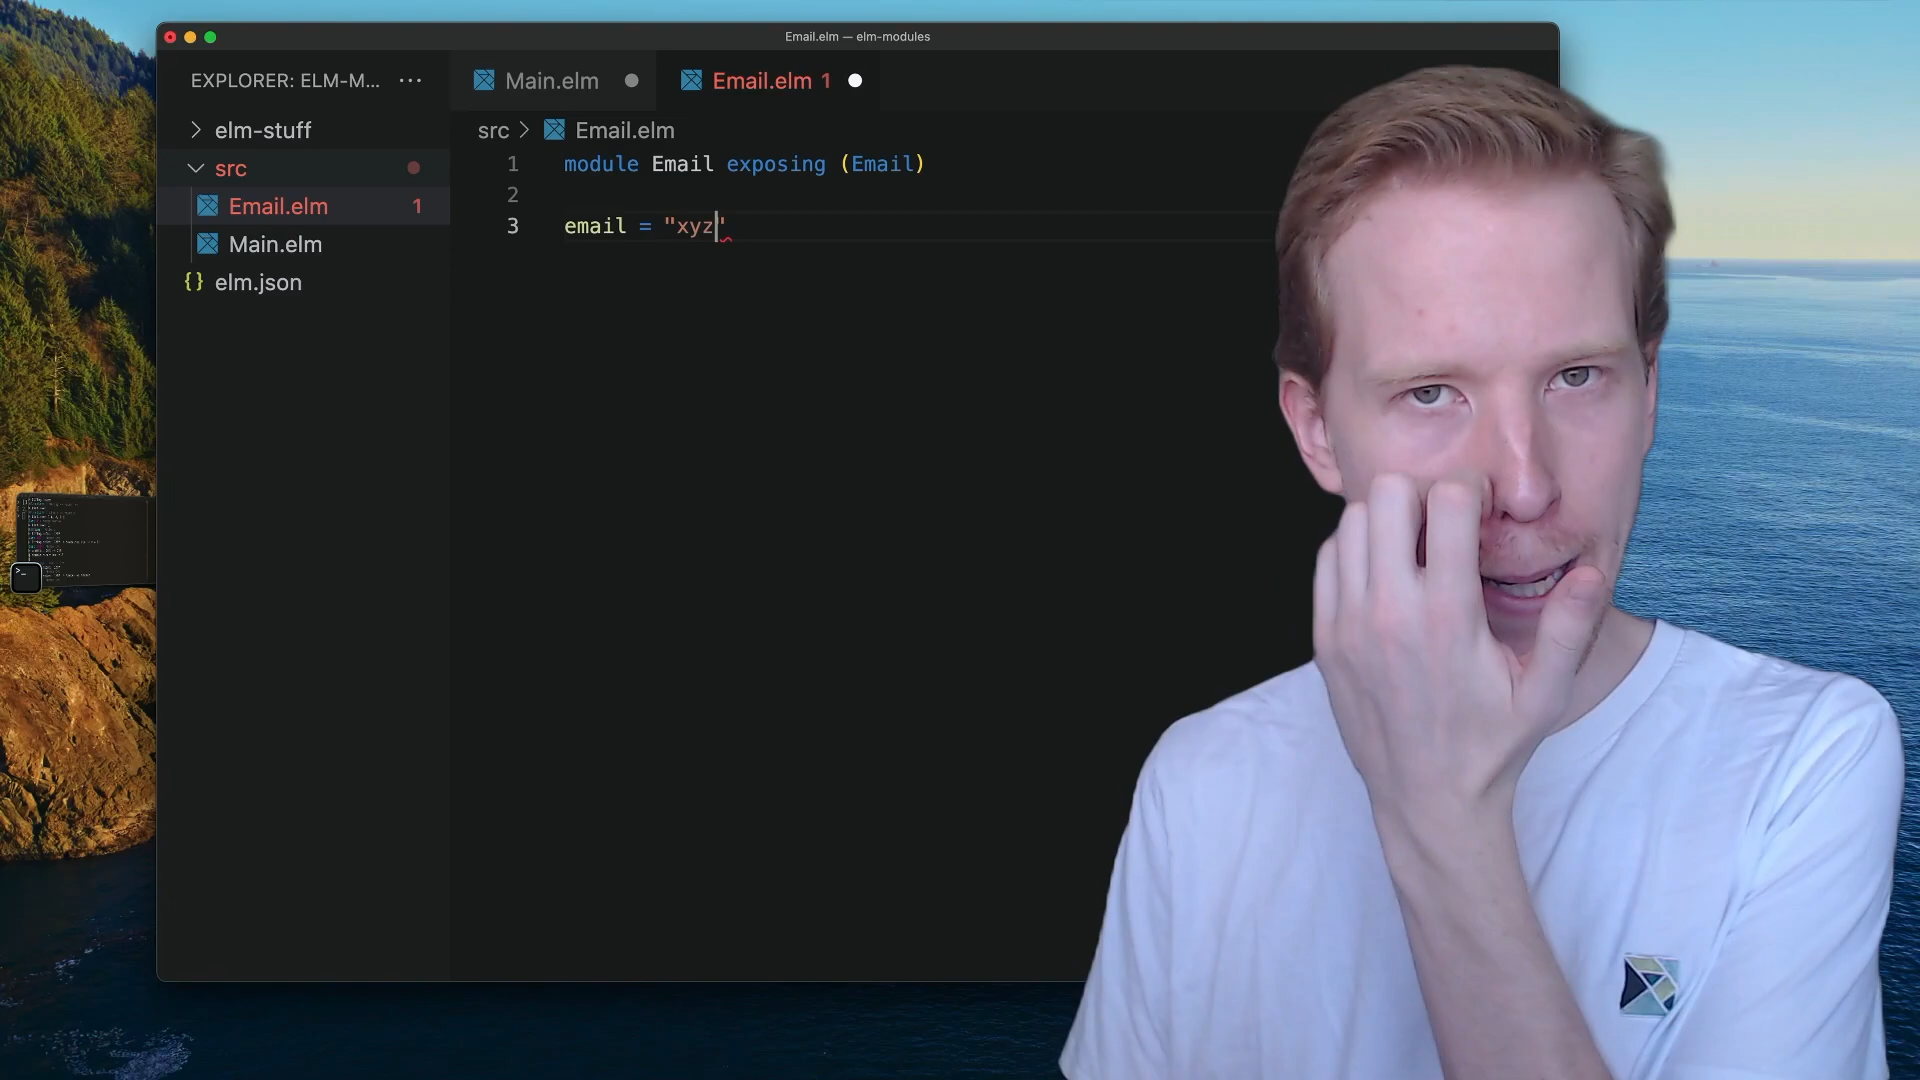 Email.elm — elm-modules
EXPLORER: ELM-M...
Main.elm
Email.elm 1
elm-stuff
src > Email.elm
src
Email.elm 1
Main.elm
{} elm.json
1 module Email exposing (Email)
2
3 email = "xyz"